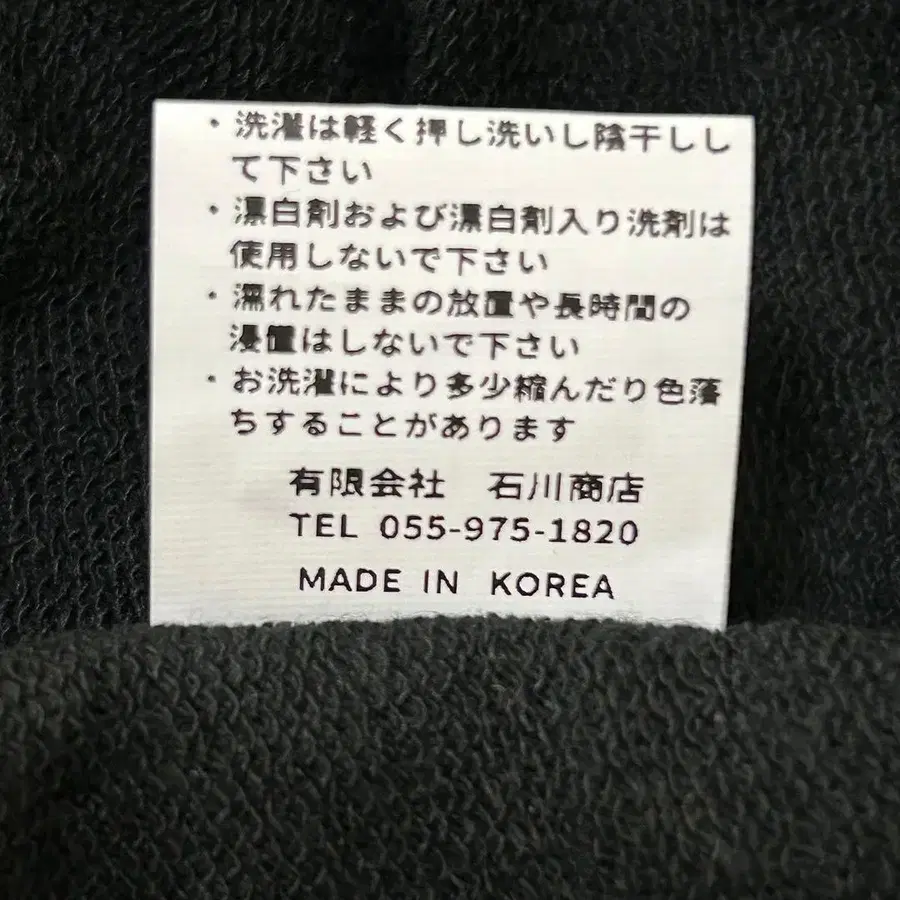 ・洗濯は軽く押し洗いし陰干しし
て下さい
・漂白剤および漂白剤入り洗剤は
使用しないで下さい
・濡れたままの放置や長時間の
浸置はしないで下さい
・お洗濯により多少縮んだり色落
ちすることがあります
有限会社 石川商店
TEL 055-975-1820
MADE IN KOREA